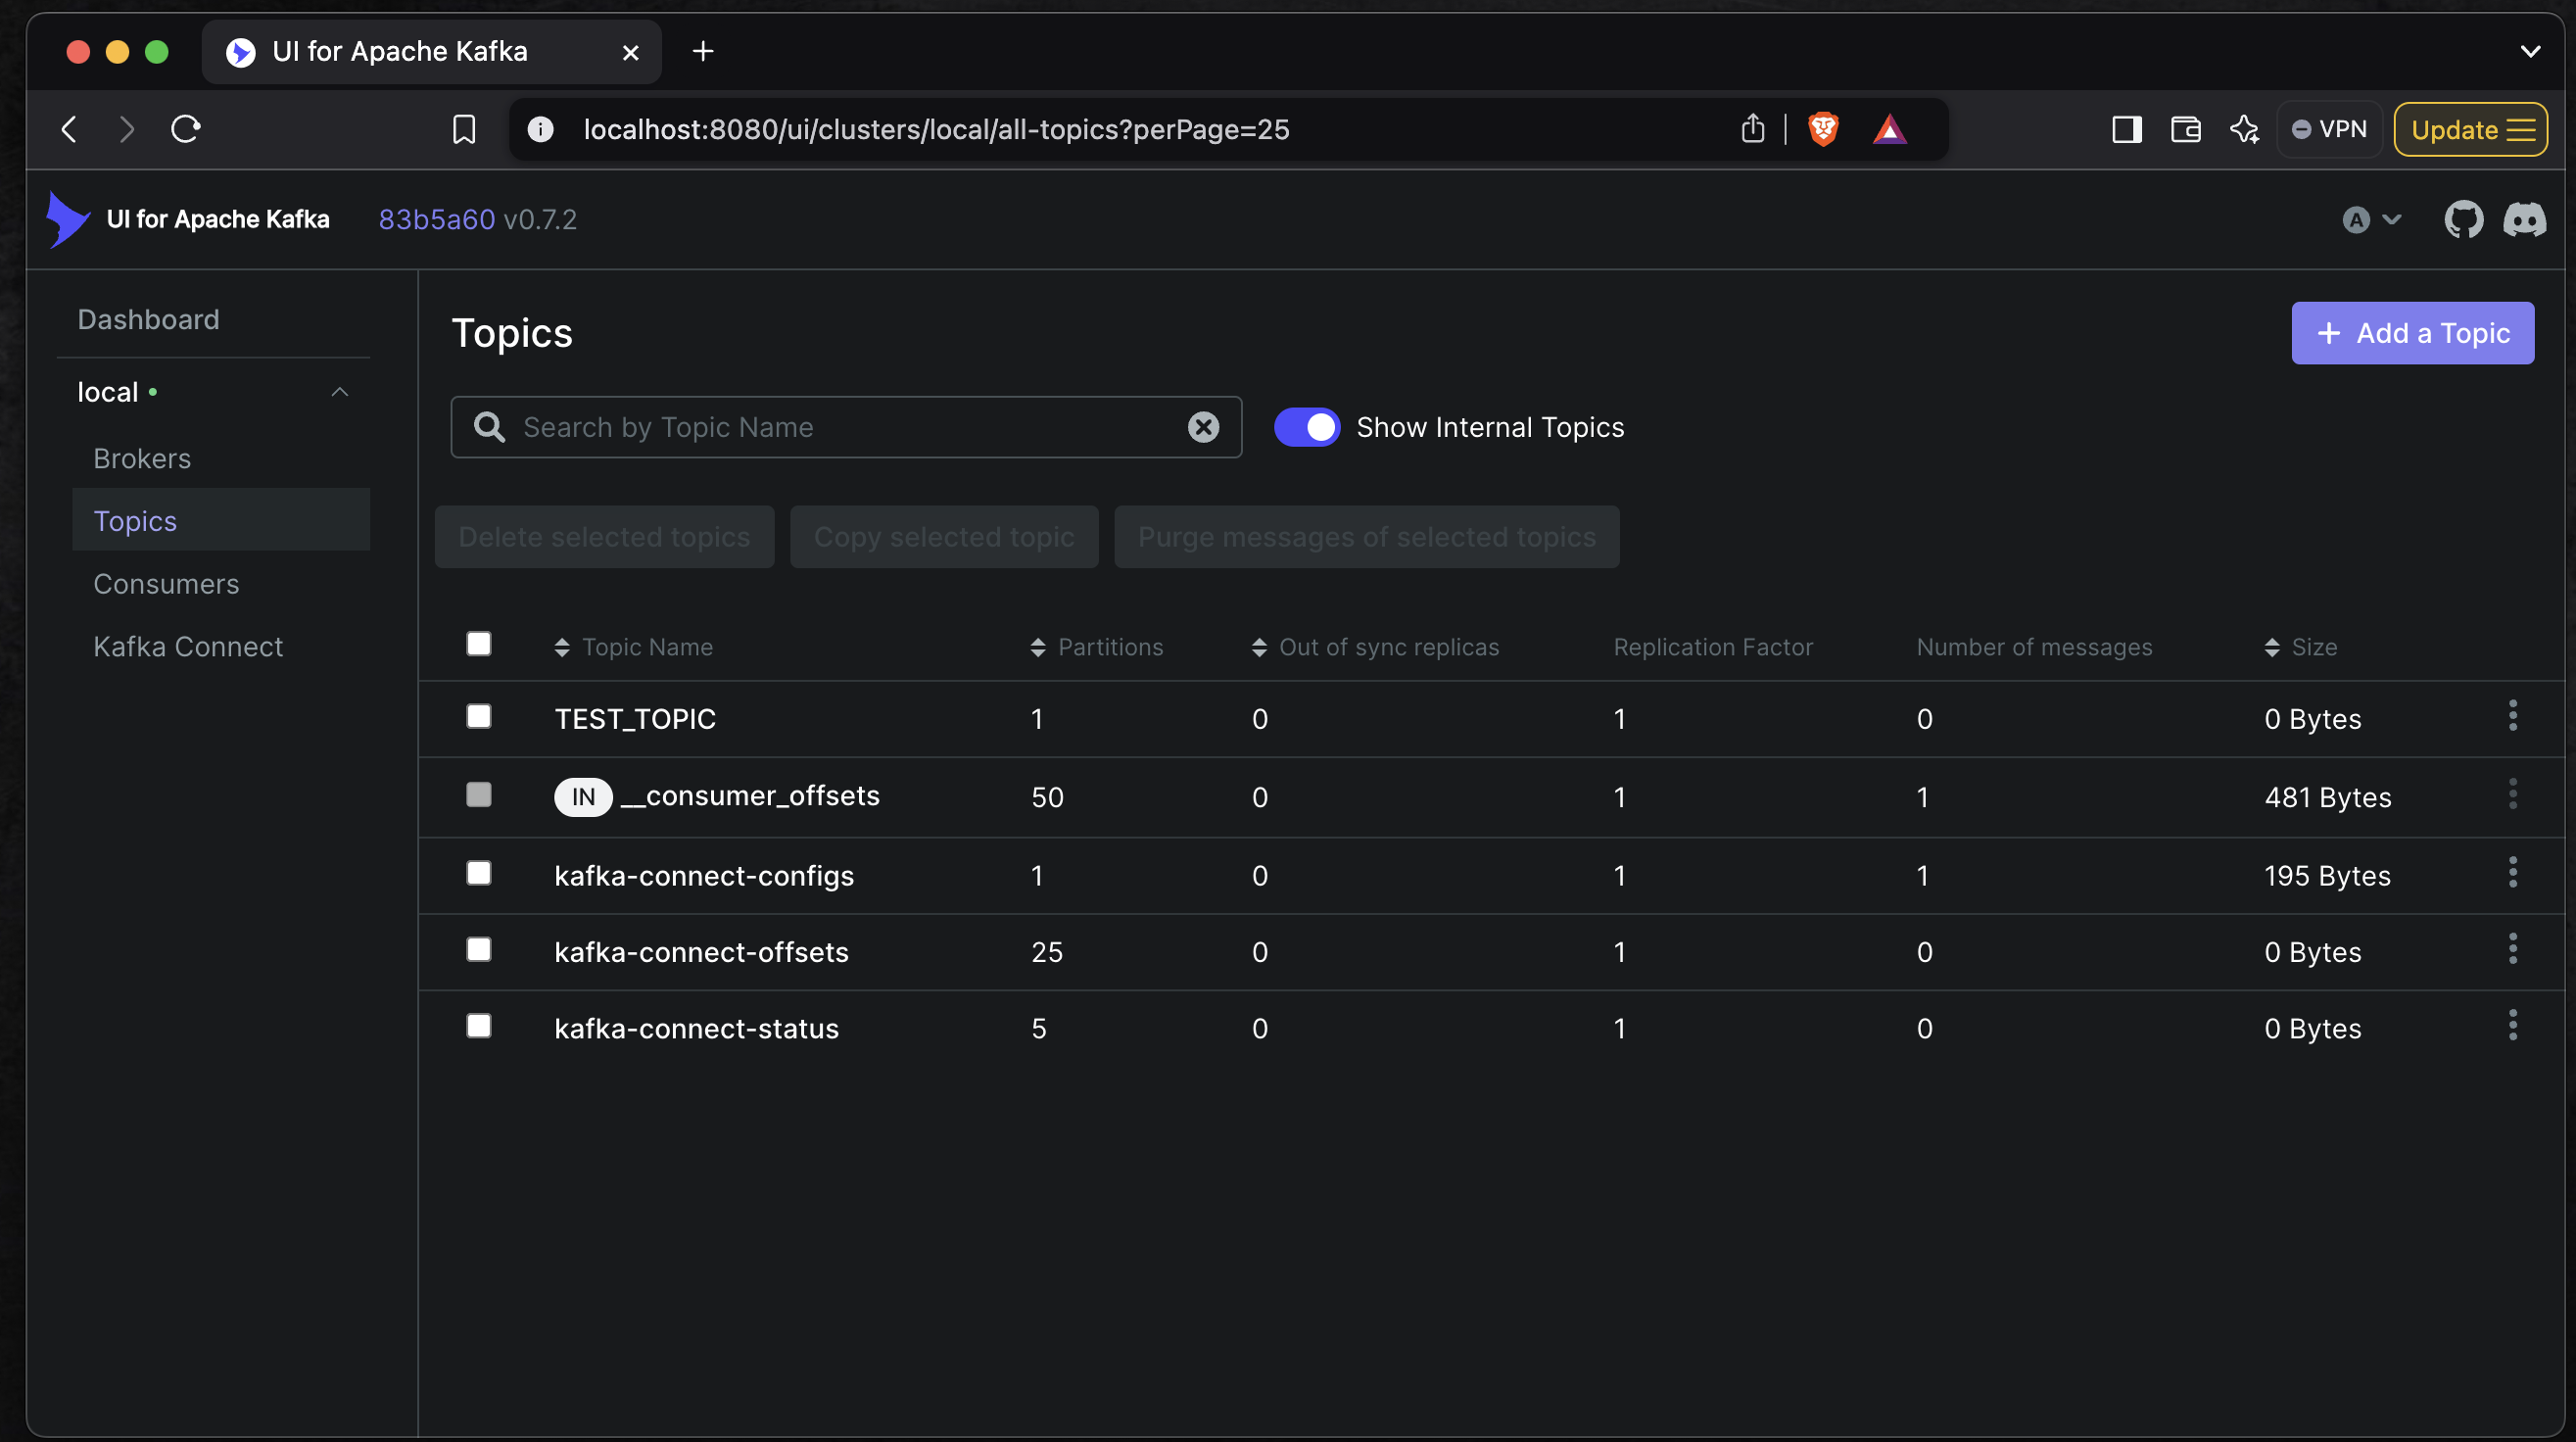 UI for Apache Kafka
localhost:8080/ui/clusters/local/all-topics?perPage=25
VPN
Update
UI for Apache Kafka 83b5a60 v0.7.2
A
Dashboard
local
Brokers
Topics
Consumers
Kafka Connect
Topics
Add a Topic
Search by Topic Name
Show Internal Topics
Delete selected topics Copy selected topic Purge messages of selected topics
Topic Name Partitions Out of sync replicas Replication Factor Number of messages Size
TEST_TOPIC 1 0 1 0 0 Bytes
IN __consumer_offsets 50 0 1 1 481 Bytes
kafka-connect-configs 1 0 1 1 195 Bytes
kafka-connect-offsets 25 0 1 0 0 Bytes
kafka-connect-status 5 0 1 0 0 Bytes